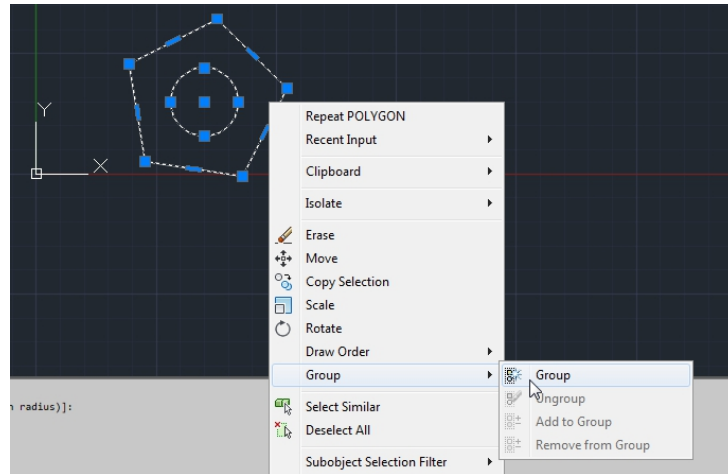 Y
X
Repeat POLYGON
Recent Input
Clipboard
Isolate
Erase
Move
Copy Selection
Scale
Rotate
Draw Order
Group
Group
Ungroup
Add to Group
Remove from Group
n radius)]:
Select Similar
Deselect All
Subobject Selection Filter